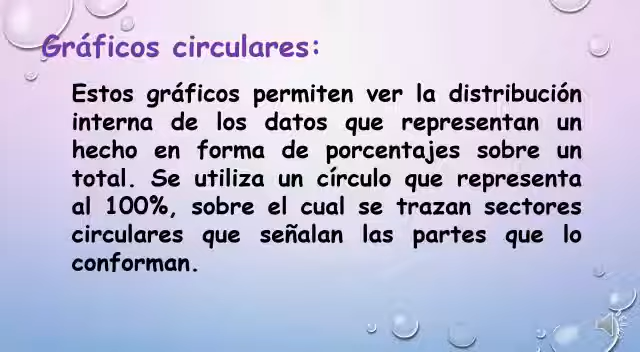 Gráficos circulares:
Estos gráficos permiten ver la distribución
interna de los datos que representan un
hecho en forma de porcentajes sobre un
total. Se utiliza un círculo que representa
al 100%, sobre el cual se trazan sectores
circulares que señalan las partes que lo
conforman.